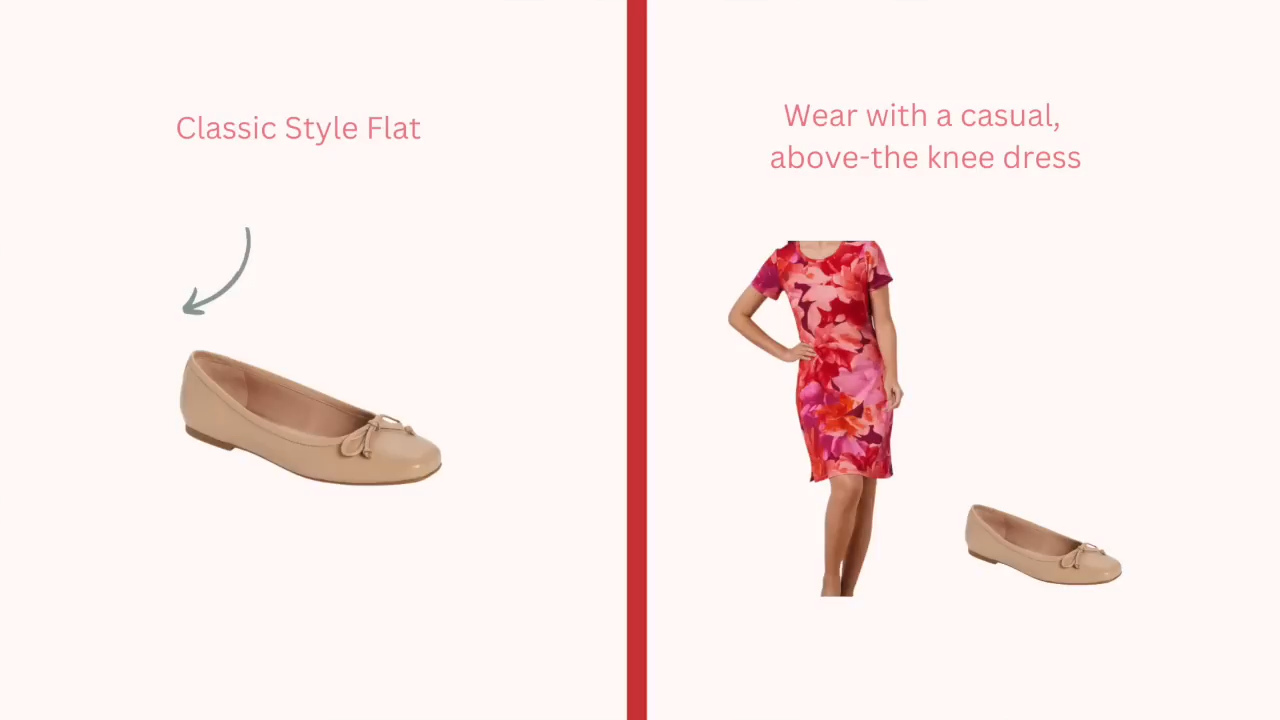 Classic Style Flat
Wear with a casual,
above-the knee dress